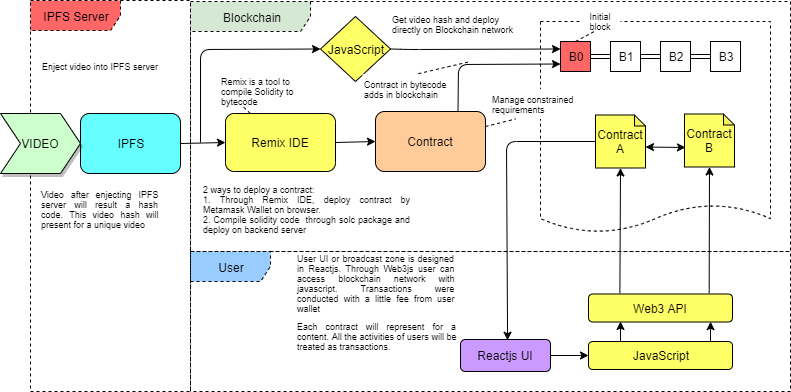 IPFS Server
Enject video into IPFS server
VIDEO
IPFS
Video after enjecting IPFS
server will result a hash
code. This video hash will
present for a unique video
Blockchain
JavaScript
Get video hash and deploy
directly on Blockchain network
Initial
block
B0
B1
B2
B3
Remix is a tool to
compile Solidity to
bytecode
Contract in bytecode
adds in blockchain
Manage constrained
requirements
Remix IDE
Contract
Contract
A
Contract
B
2 ways to deploy a contract:
1. Through Remix IDE, deploy contract by
Metamask Wallet on browser.
2. Compile solidity code through solc package and
deploy on backend server
User
User UI or broadcast zone is designed
in Reactjs. Through Web3js user can
access blockchain network with
javascript. Transactions were
conducted with a little fee from user
wallet
Each contract will represent for a
content. All the activities of users will be
treated as transactions.
Web3 API
Reactjs UI
JavaScript